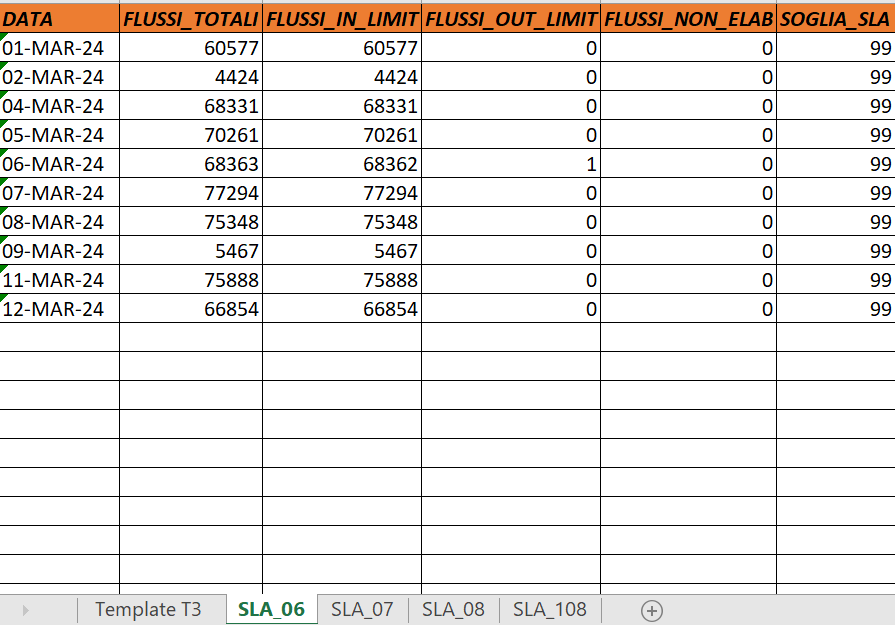 DATA FLUSSI_TOTALI FLUSSI_IN_LIMIT FLUSSI_OUT_LIMIT FLUSSI_NON_ELAB SOGLIA_SLA
01-MAR-24 60577 60577 0 0 99
02-MAR-24 4424 4424 0 0 99
04-MAR-24 68331 68331 0 0 99
05-MAR-24 70261 70261 0 0 99
06-MAR-24 68363 68362 1 0 99
07-MAR-24 77294 77294 0 0 99
08-MAR-24 75348 75348 0 0 99
09-MAR-24 5467 5467 0 0 99
11-MAR-24 75888 75888 0 0 99
12-MAR-24 66854 66854 0 0 99
Template T3 SLA_06 SLA_07 SLA_08 SLA_108